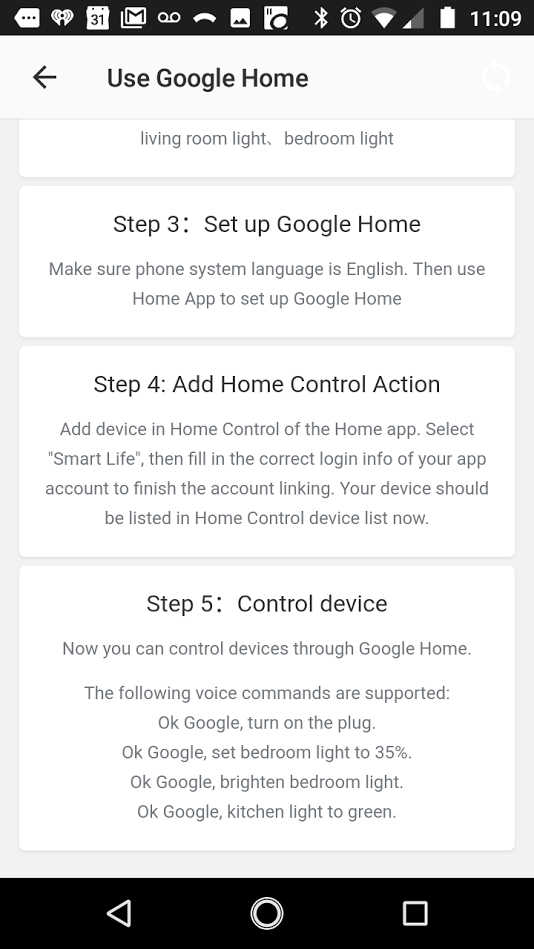 31
11:09
Use Google Home
living room light、bedroom light
Step 3：Set up Google Home
Make sure phone system language is English. Then use
Home App to set up Google Home
Step 4: Add Home Control Action
Add device in Home Control of the Home app. Select
"Smart Life", then fill in the correct login info of your app
account to finish the account linking. Your device should
be listed in Home Control device list now.
Step 5：Control device
Now you can control devices through Google Home.
The following voice commands are supported:
Ok Google, turn on the plug.
Ok Google, set bedroom light to 35%.
Ok Google, brighten bedroom light.
Ok Google, kitchen light to green.